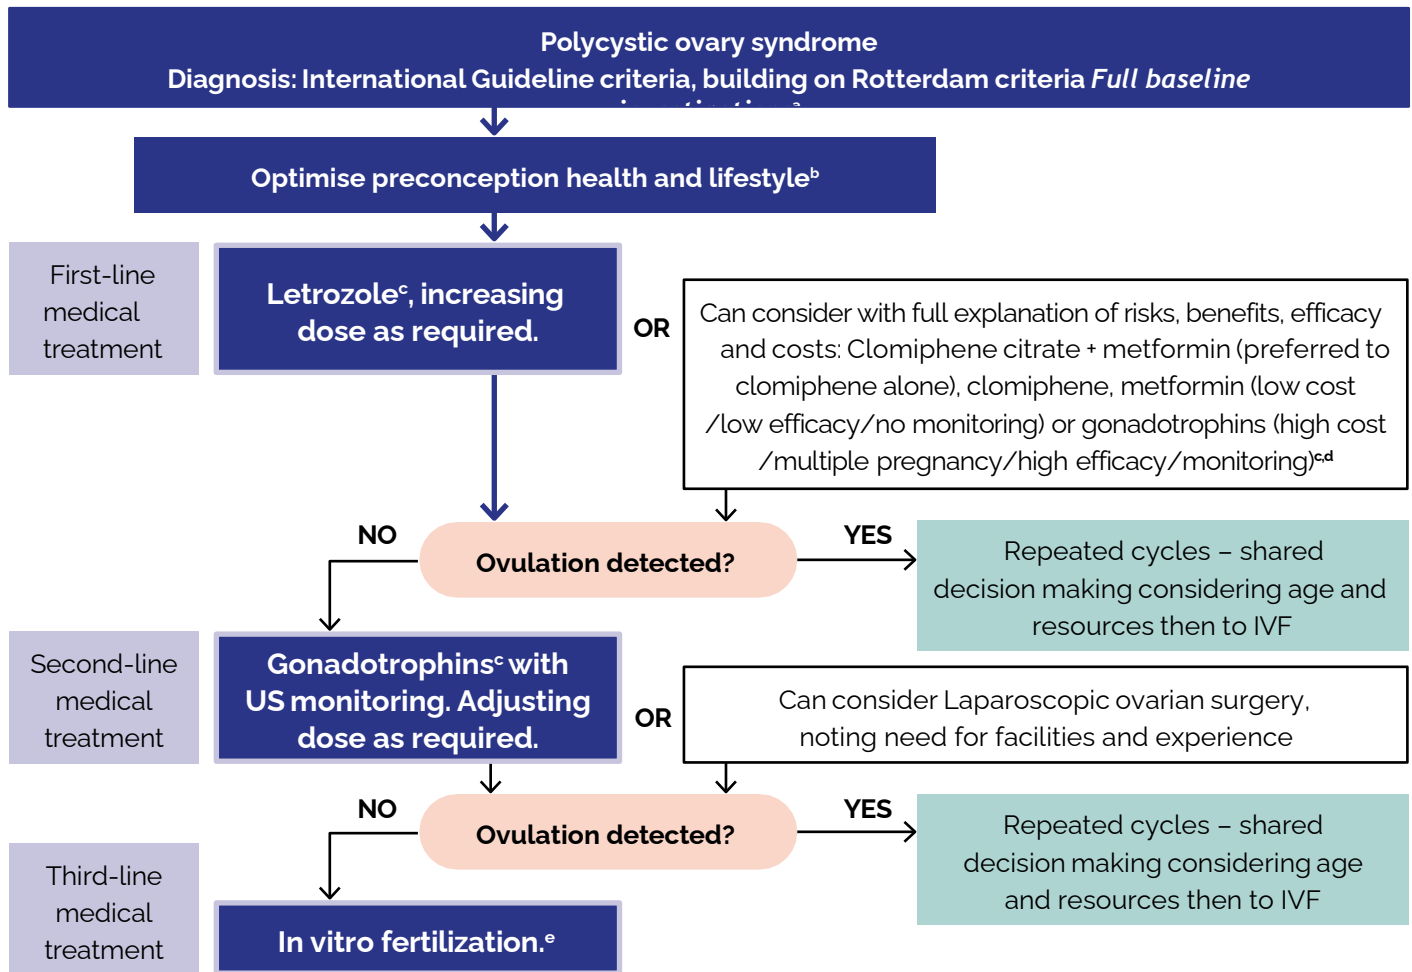 Polycystic ovary syndrome
Diagnosis: International Guideline criteria, building on Rotterdam criteria Full baseline
Optimise preconception health and lifestyleᵇ
First-line
medical
treatment
Letrozoleᶜ, increasing
dose as required.
OR
Can consider with full explanation of risks, benefits, efficacy
and costs: Clomiphene citrate + metformin (preferred to
clomiphene alone), clomiphene, metformin (low cost
/low efficacy/no monitoring) or gonadotrophins (high cost
/multiple pregnancy/high efficacy/monitoring)ᶜ,ᵈ
NO
Ovulation detected?
YES
Repeated cycles – shared
decision making considering age and
resources then to IVF
Second-line
medical
treatment
Gonadotrophinsᶜ with
US monitoring. Adjusting
dose as required.
OR
Can consider Laparoscopic ovarian surgery,
noting need for facilities and experience
NO
Ovulation detected?
YES
Repeated cycles – shared
decision making considering age
and resources then to IVF
Third-line
medical
treatment
In vitro fertilization.ᵉ